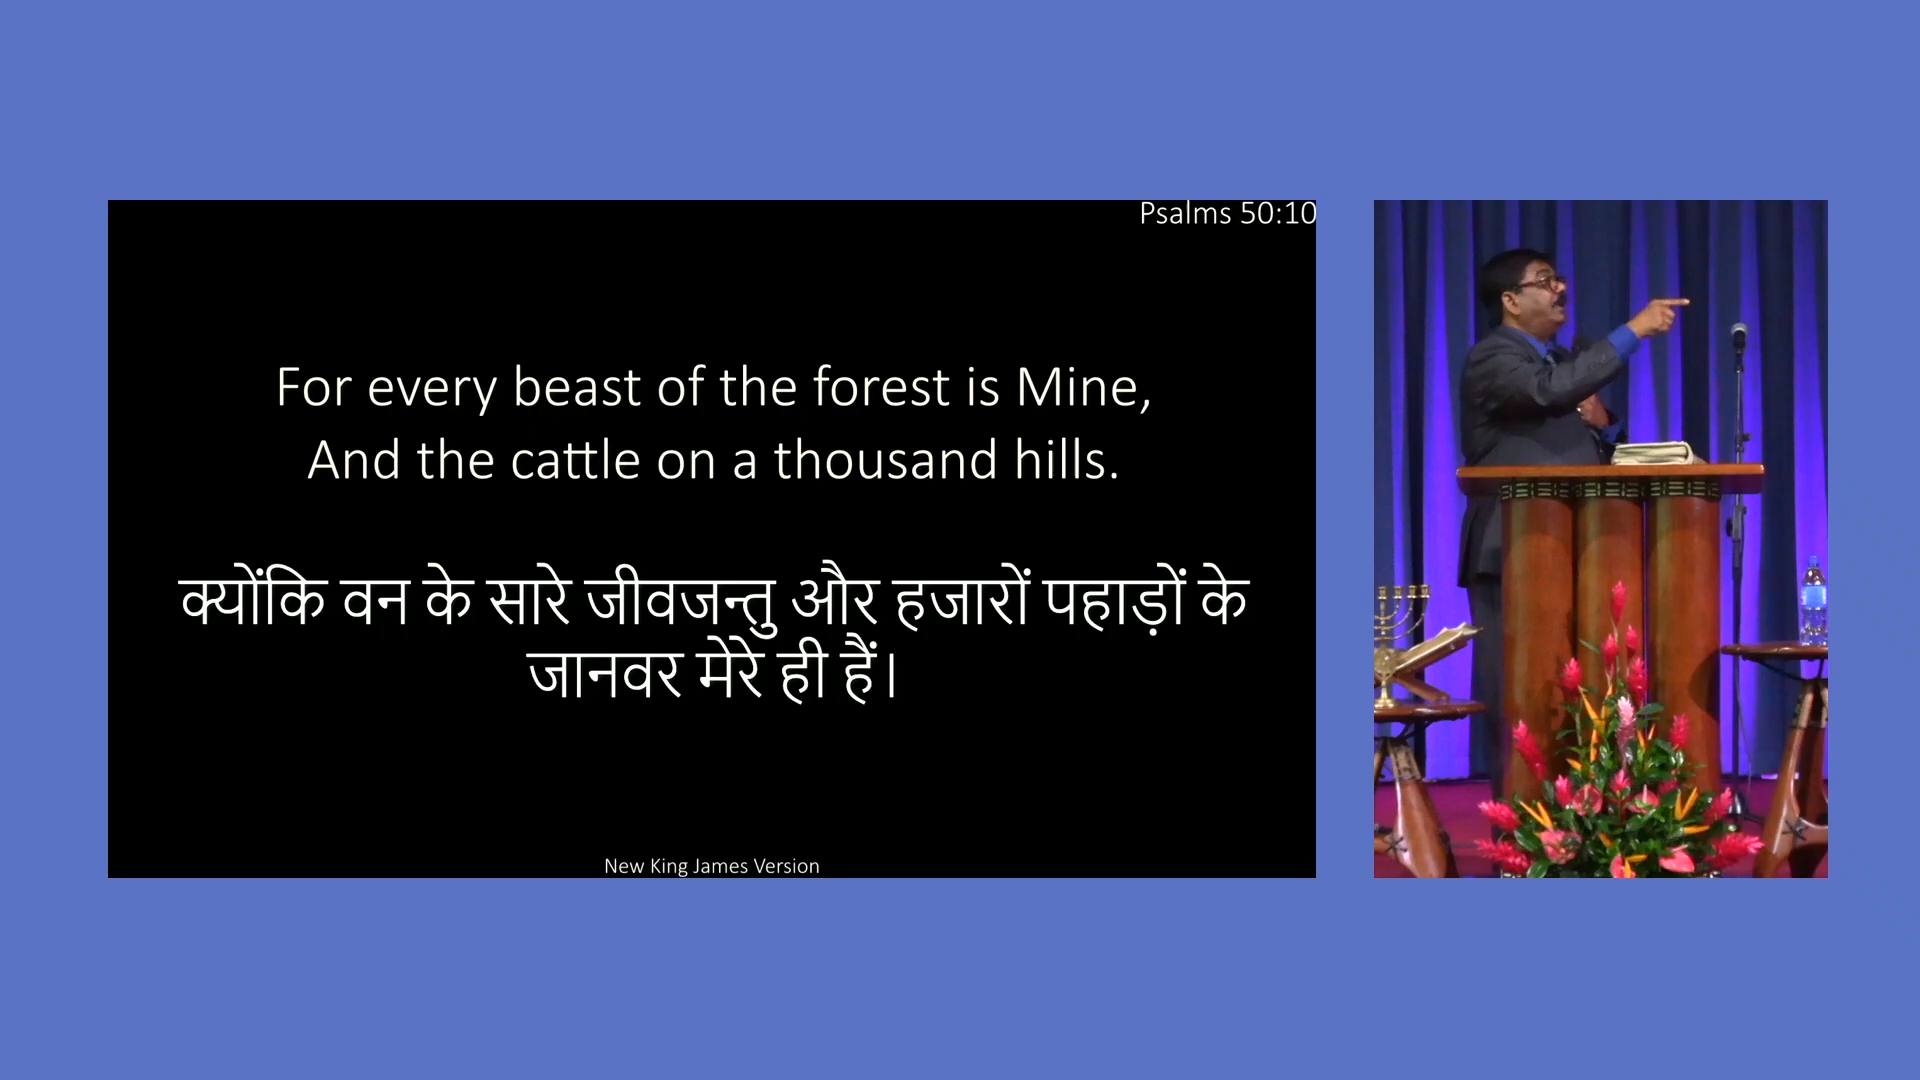 Psalms 50:10
For every beast of the forest is Mine,
And the cattle on a thousand hills.
क्योंकि वन के सारे जीवजन्तु और हजारों पहाड़ों के
जानवर मेरे ही हैं।
New King James Version